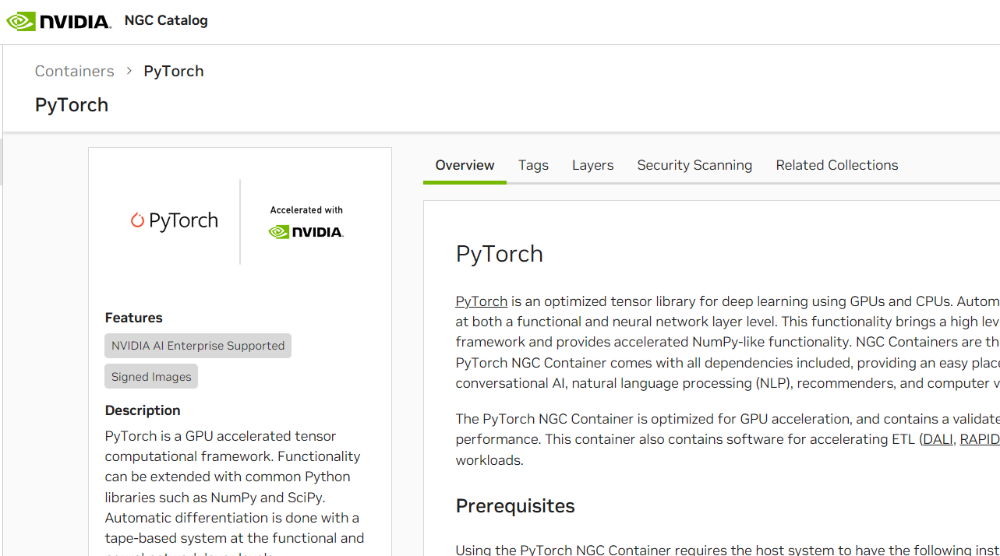 NVIDIA. NGC Catalog
Containers > PyTorch
PyTorch
PyTorch
Accelerated with
NVIDIA.
Features
NVIDIA AI Enterprise Supported
Signed Images
Description
PyTorch is a GPU accelerated tensor
computational framework. Functionality
can be extended with common Python
libraries such as NumPy and SciPy.
Automatic differentiation is done with a
tape-based system at the functional and
Overview Tags Layers Security Scanning Related Collections
PyTorch
PyTorch is an optimized tensor library for deep learning using GPUs and CPUs. Autom
at both a functional and neural network layer level. This functionality brings a high lev
framework and provides accelerated NumPy-like functionality. NGC Containers are th
PyTorch NGC Container comes with all dependencies included, providing an easy place
conversational AI, natural language processing (NLP), recommenders, and computer v
The PyTorch NGC Container is optimized for GPU acceleration, and contains a validate
performance. This container also contains software for accelerating ETL (DALI, RAPID
workloads.
Prerequisites
Using the PyTorch NGC Container requires the host system to have the following inst